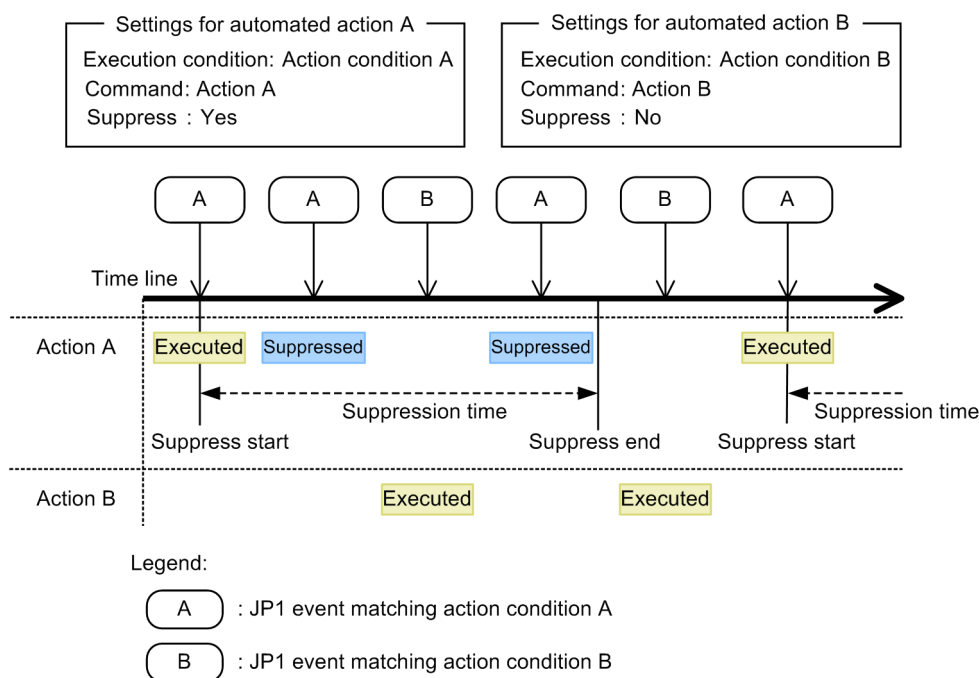 Settings for automated action A
Execution condition: Action condition A
Command: Action A
Suppress : Yes
Settings for automated action B
Execution condition: Action condition B
Command: Action B
Suppress : No
A
A
B
A
B
A
Time line
Action A
Executed
Suppressed
Suppressed
Executed
Suppression time
Suppression time
Suppress start
Suppress end
Suppress start
Action B
Executed
Executed
Legend:
A : JP1 event matching action condition A
B : JP1 event matching action condition B